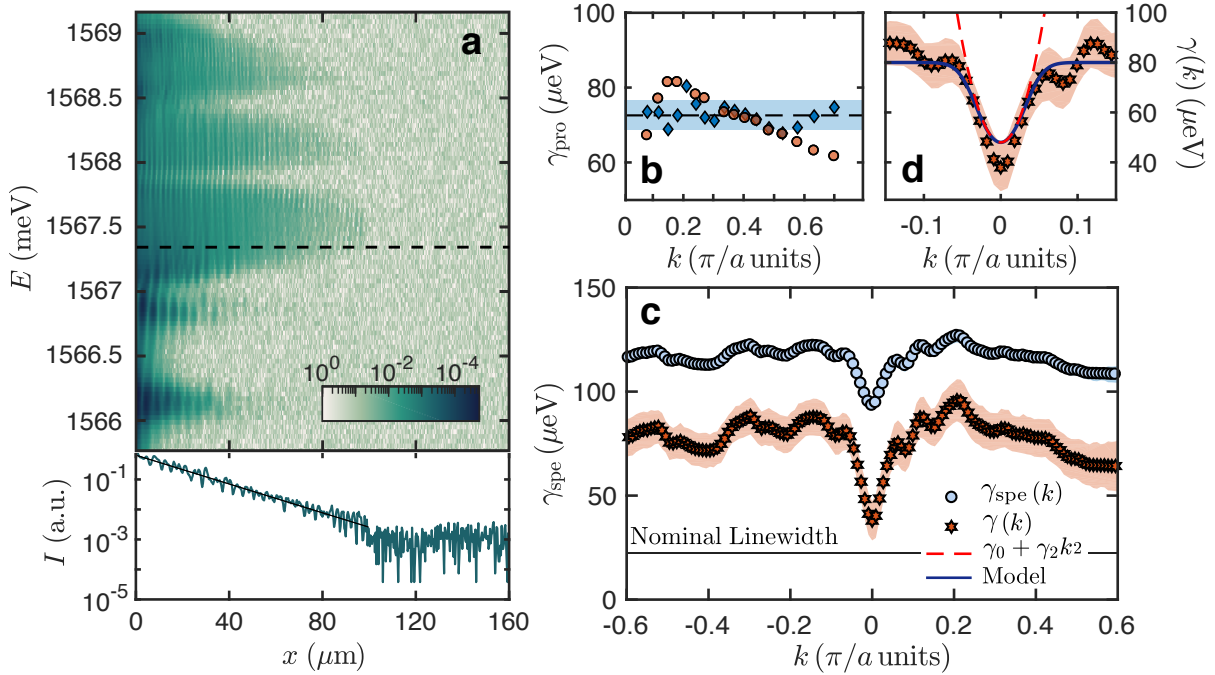 a
1569
1568.5
1568
1567.5
1567
1566.5
1566
E (meV)
10^0 10^-2 10^-4
10^-1
10^-3
10^-5
I (a.u.)
0 40 80 120 160
x (μm)
b
100
80
60
40
γ_pro (μeV)
0 0.2 0.4 0.6
k (π/a units)
d
100
80
60
40
γ(k) (μeV)
-0.1 0 0.1
k (π/a units)
c
150
100
50
0
γ_spe (μeV)
γ_spe (k)
γ (k)
Nominal Linewidth
γ_0 + γ_2k^2
Model
-0.6 -0.4 -0.2 0 0.2 0.4 0.6
k (π/a units)